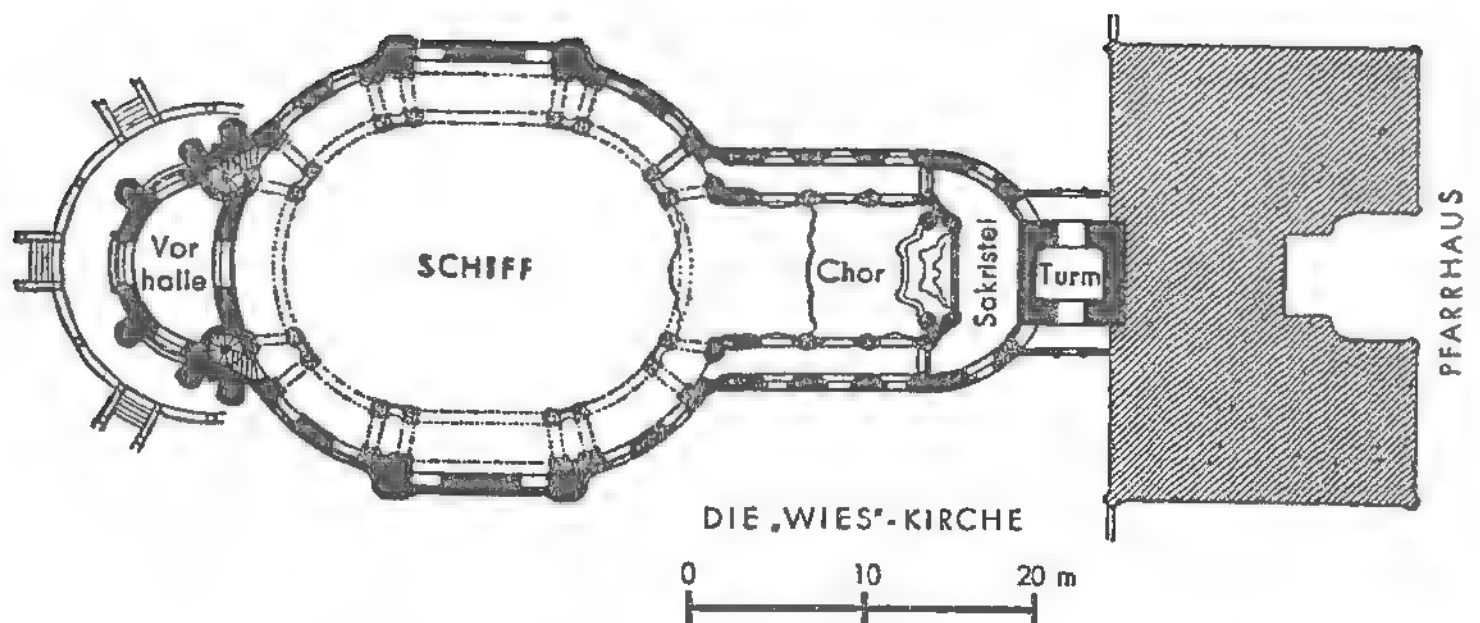 Vor
halle
SCHIFF
Chor
Sakristei
Turm
PFARRHAUS
DIE „WIES"-KIRCHE
0 10 20 m